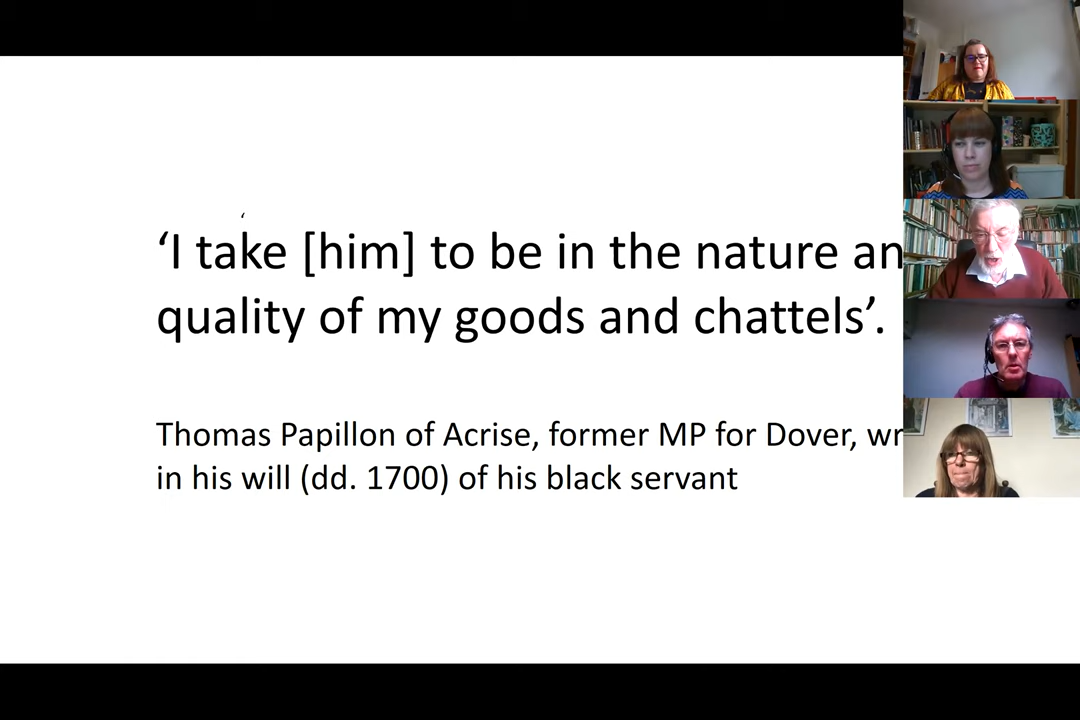 ‘
‘I take [him] to be in the nature an
quality of my goods and chattels’.
Thomas Papillon of Acrise, former MP for Dover, wr
in his will (dd. 1700) of his black servant